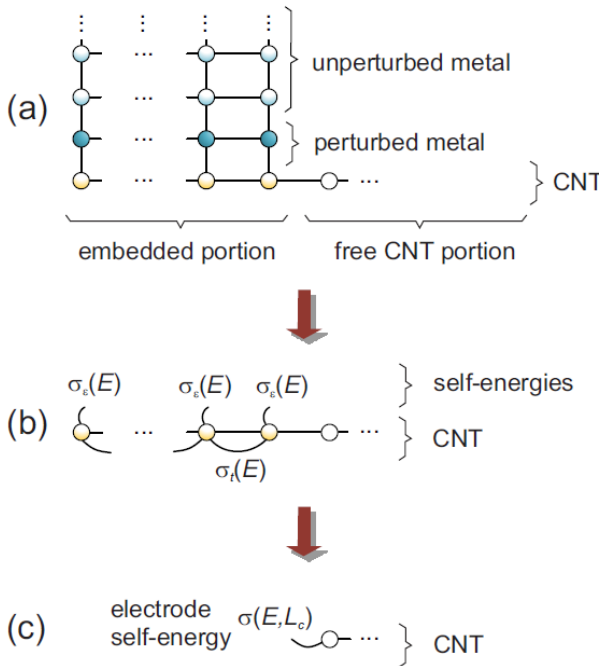 ⋮ ... ⋮ ⋮
...
unperturbed metal
...
(a)
... perturbed metal
... ... CNT
embedded portion free CNT portion
σε(E) σε(E) σε(E) self-energies
(b) ... ... CNT
σt(E)
electrode σ(E,Lc)
(c) self-energy ... CNT